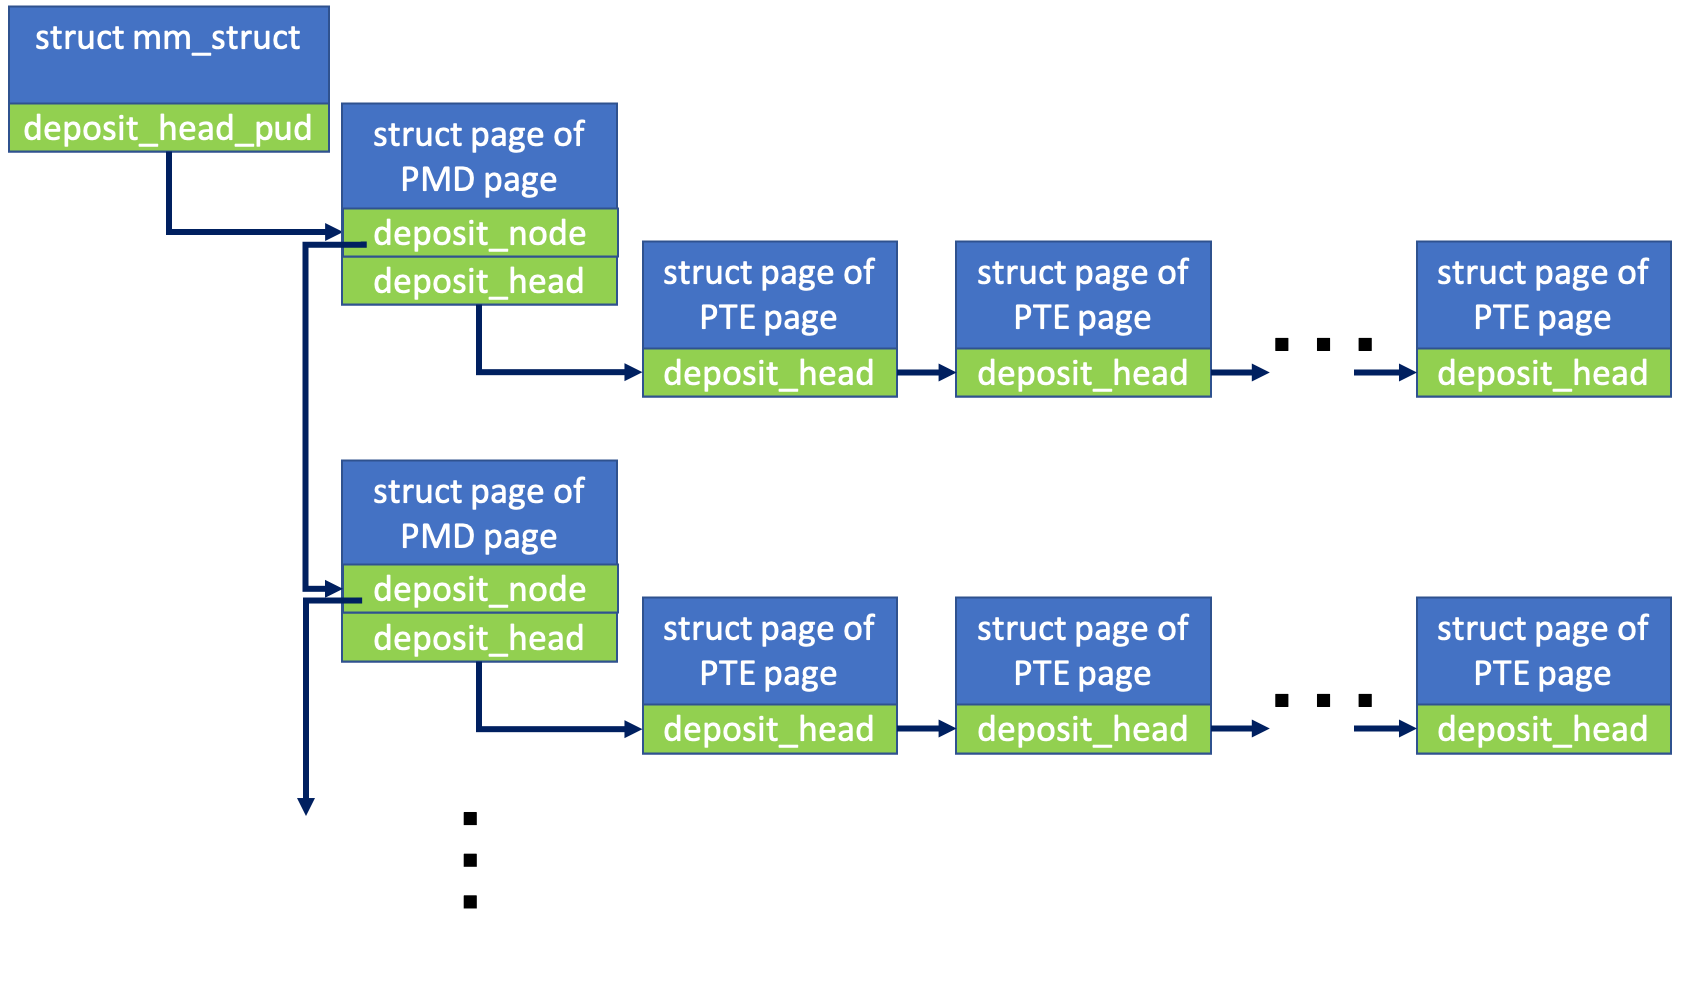 struct mm_struct
deposit_head_pud
struct page of
PMD page
deposit_node
deposit_head
struct page of
PTE page
deposit_head
struct page of
PTE page
deposit_head
struct page of
PTE page
deposit_head
struct page of
PMD page
deposit_node
deposit_head
struct page of
PTE page
deposit_head
struct page of
PTE page
deposit_head
struct page of
PTE page
deposit_head